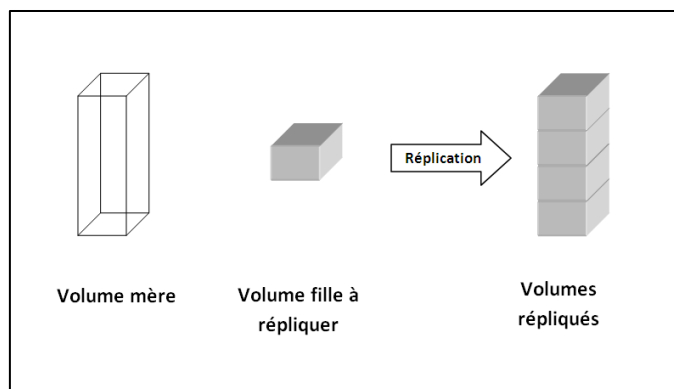 Réplication
Volume mère
Volume fille à
répliquer
Volumes
répliqués